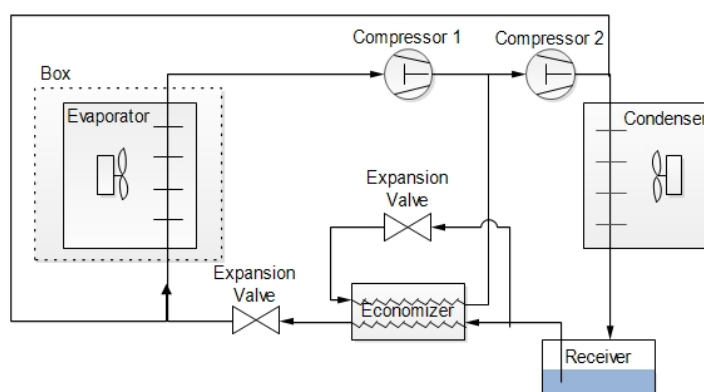 Compressor 1
Compressor 2
Box
Evaporator
Condenser
Expansion
Valve
Expansion
Valve
Economizer
Receiver